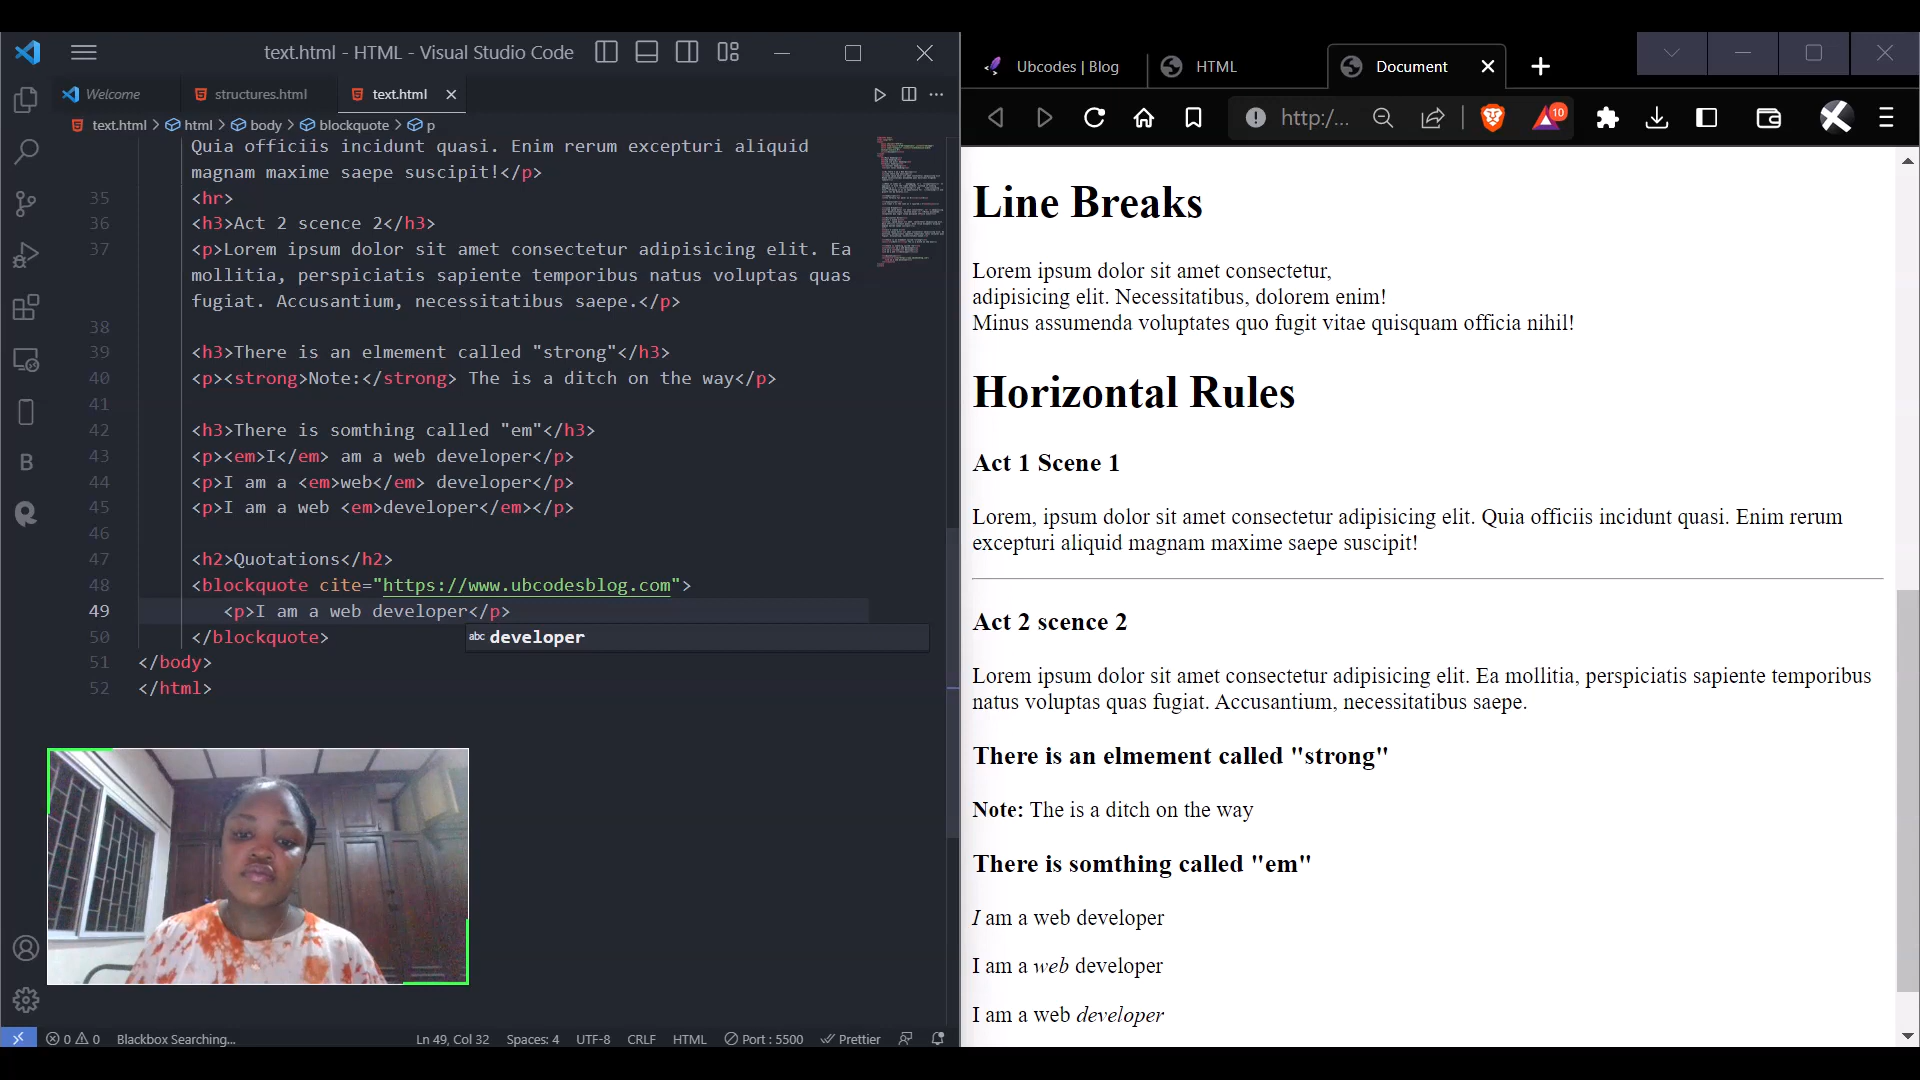 text.html - HTML - Visual Studio Code
Welcome
structures.html
text.html
text.html > html > body > blockquote > p
Quia officiis incidunt quasi. Enim rerum excepturi aliquid
magnam maxime saepe suscipit!</p>
35 <hr>
36 <h3>Act 2 scence 2</h3>
37 <p>Lorem ipsum dolor sit amet consectetur adipisicing elit. Ea
mollitia, perspiciatis sapiente temporibus natus voluptas quas
fugiat. Accusantium, necessitatibus saepe.</p>
38
39 <h3>There is an elmement called "strong"</h3>
40 <p><strong>Note:</strong> The is a ditch on the way</p>
41
42 <h3>There is somthing called "em"</h3>
43 <p><em>I</em> am a web developer</p>
44 <p>I am a <em>web</em> developer</p>
45 <p>I am a web <em>developer</em></p>
46
47 <h2>Quotations</h2>
48 <blockquote cite="https://www.ubcodesblog.com">
49 <p>I am a web developer</p>
50 </blockquote>
abc developer
51 </body>
52 </html>
0 0 Blackbox Searching... Ln 49, Col 32 Spaces: 4 UTF-8 CRLF HTML Port : 5500 Prettier
Ubcodes | Blog
HTML
Document
http:/...
10
Line Breaks
Lorem ipsum dolor sit amet consectetur,
adipisicing elit. Necessitatibus, dolorem enim!
Minus assumenda voluptates quo fugit vitae quisquam officia nihil!
Horizontal Rules
Act 1 Scene 1
Lorem, ipsum dolor sit amet consectetur adipisicing elit. Quia officiis incidunt quasi. Enim rerum
excepturi aliquid magnam maxime saepe suscipit!
Act 2 scence 2
Lorem ipsum dolor sit amet consectetur adipisicing elit. Ea mollitia, perspiciatis sapiente temporibus
natus voluptas quas fugiat. Accusantium, necessitatibus saepe.
There is an elmement called "strong"
Note: The is a ditch on the way
There is somthing called "em"
I am a web developer
I am a web developer
I am a web developer